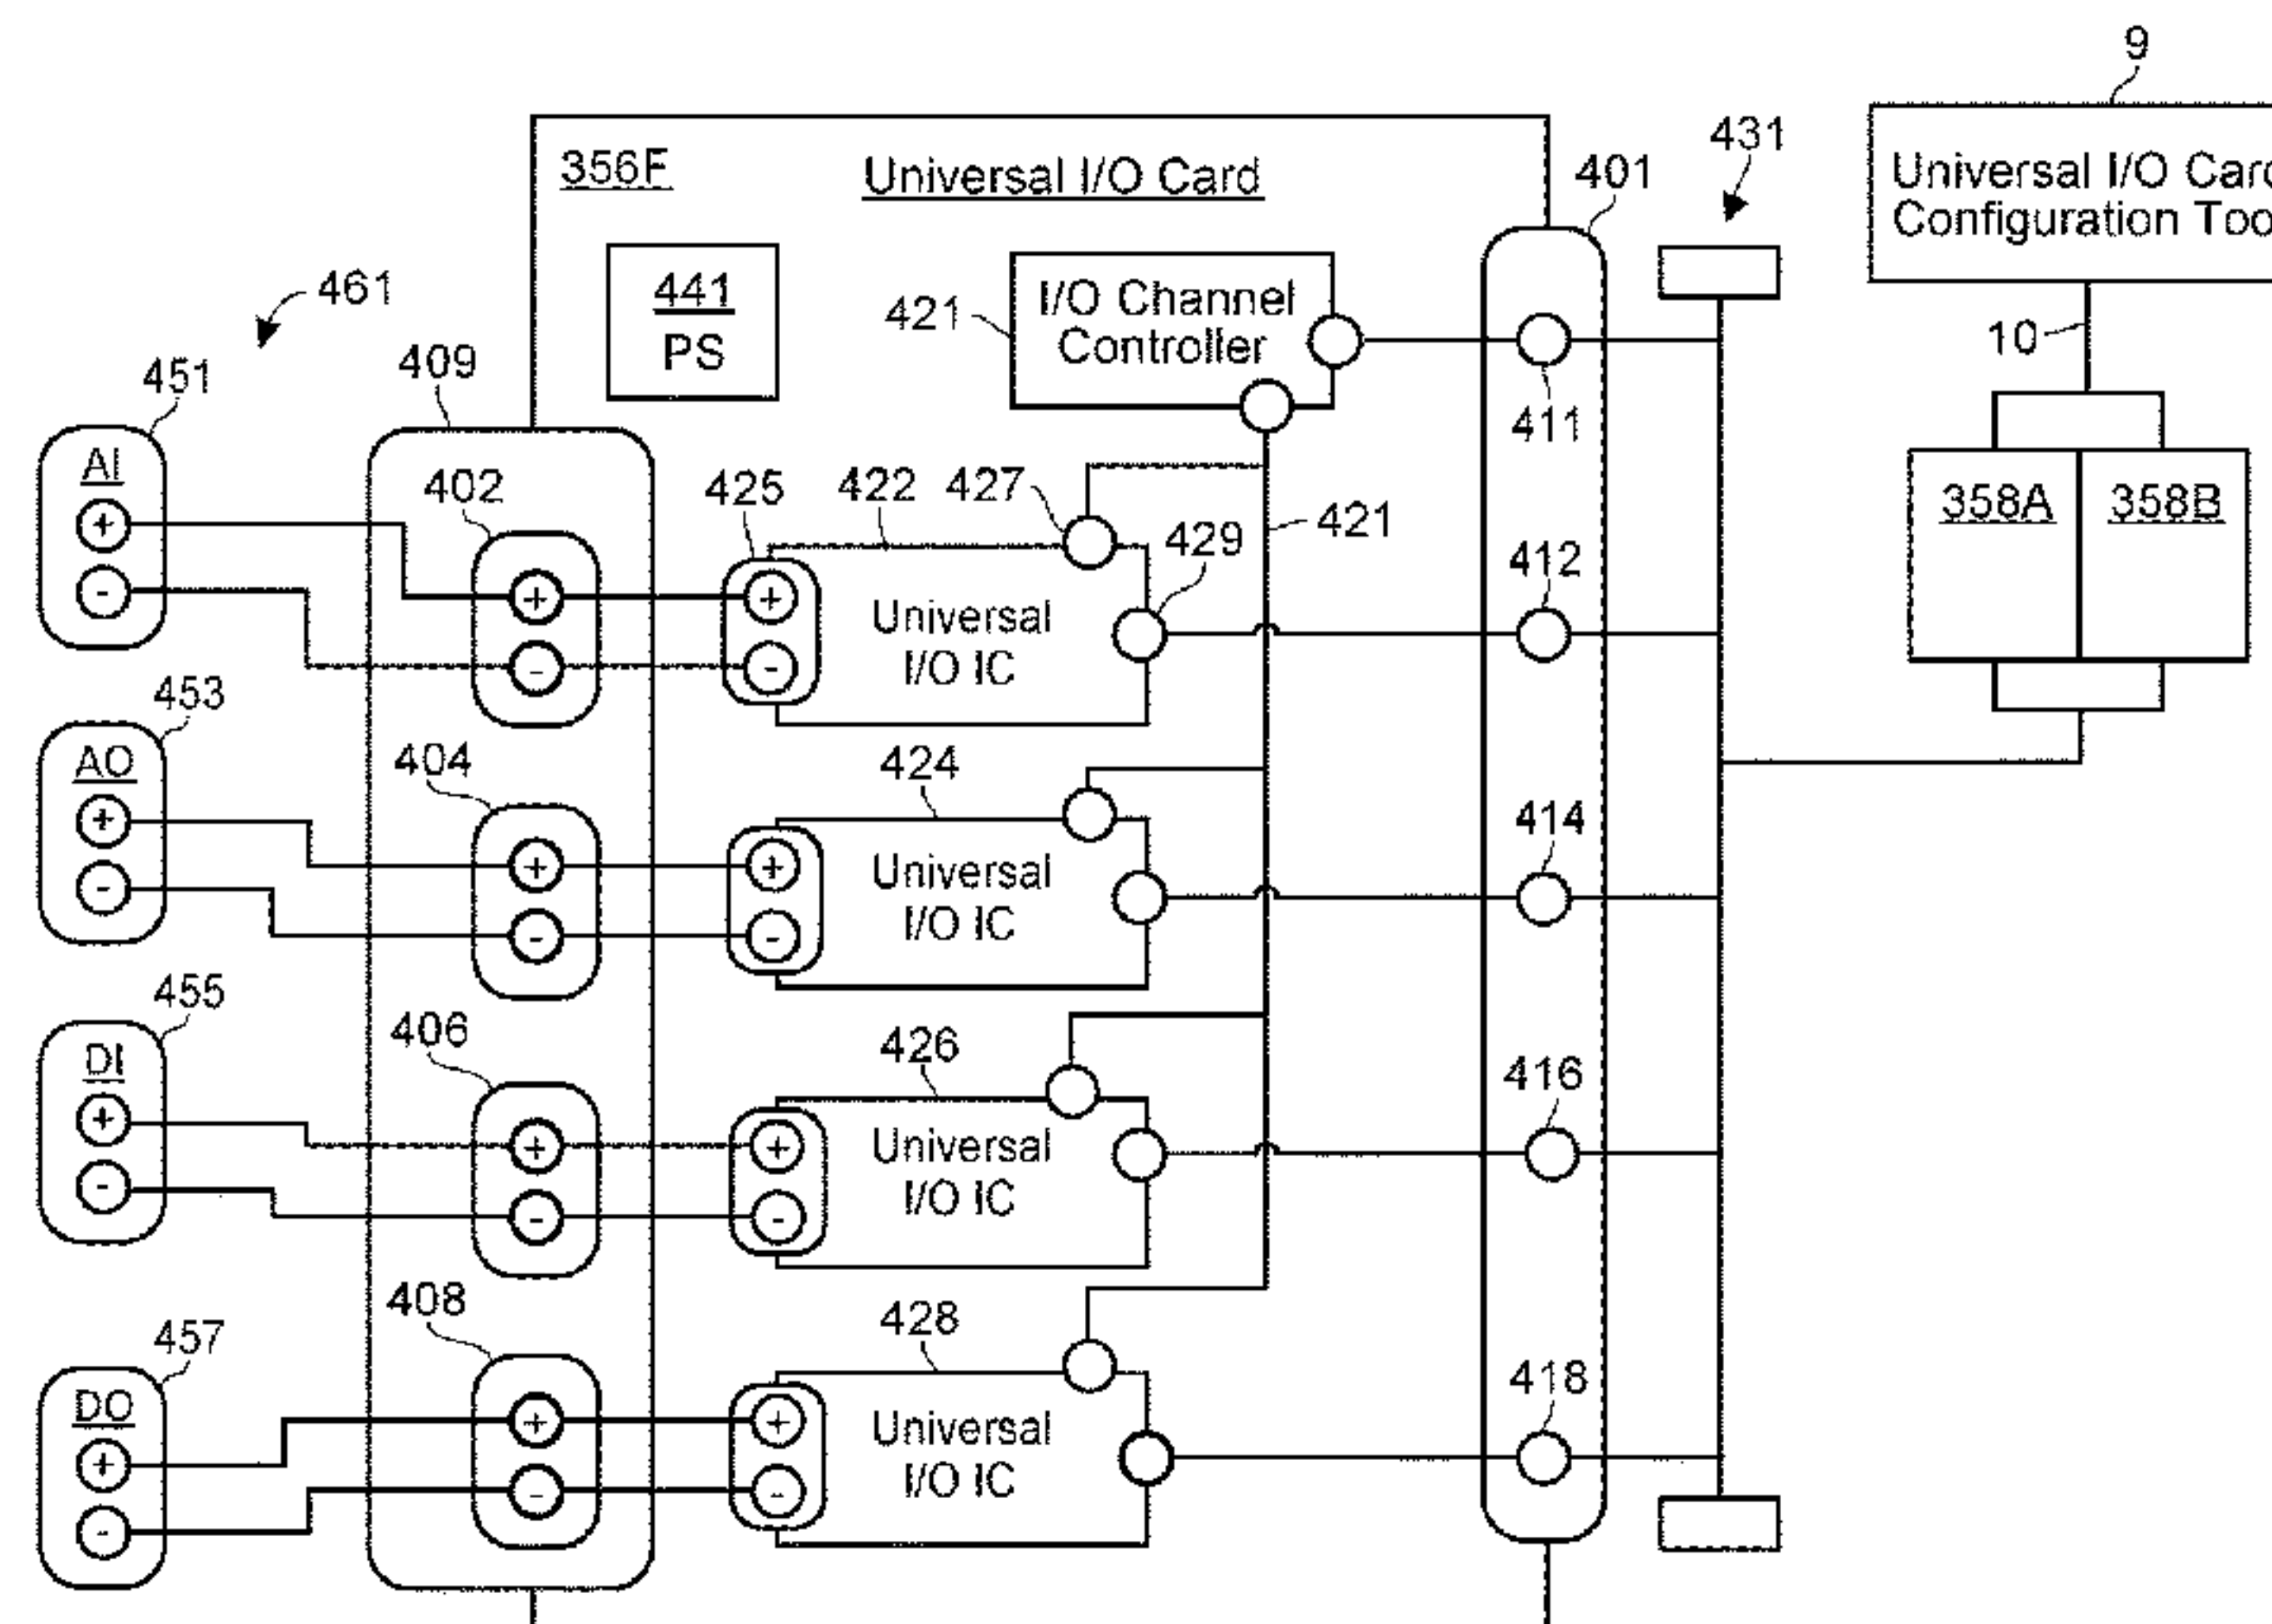 9
431
356F
Universal I/O Card
401
Universal I/O Card
Configuration Too
461
441
PS
421
I/O Channel
Controller
10
451
409
411
AI
402
425
422
427
421
358A
358B
+
+
+
429
412
-
-
-
Universal
I/O IC
453
404
424
414
AO
+
+
+
Universal
I/O IC
-
-
-
455
406
426
416
DI
+
+
+
Universal
I/O IC
-
-
-
457
408
428
418
DO
+
+
+
Universal
I/O IC
-
-
-